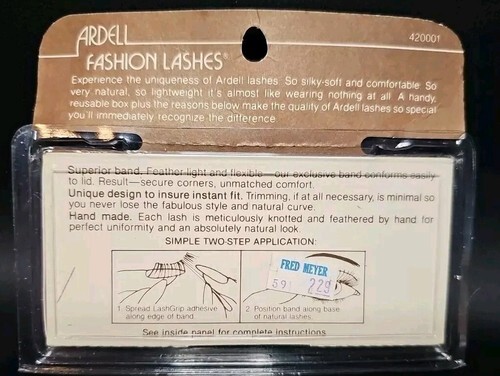 ARDELL
FASHION LASHES®
420001
Experience the uniqueness of Ardell lashes. So silky-soft and comfortable. So
very natural, so lightweight it's almost like wearing nothing at all. A handy,
reusable box plus the reasons below make the quality of Ardell lashes so special
you'll immediately recognize the difference.
Superior band. Feather-light and flexible—our exclusive band conforms easily
to lid. Result—secure corners, unmatched comfort.
Unique design to insure instant fit. Trimming, if at all necessary, is minimal so
you never lose the fabulous style and natural curve.
Hand made. Each lash is meticulously knotted and feathered by hand for
perfect uniformity and an absolutely natural look.
SIMPLE TWO-STEP APPLICATION:
FRED MEYER
591 229
1. Spread LashGrip adhesive
along edge of band.
2. Position band along base
of natural lashes.
See inside panel for complete instructions